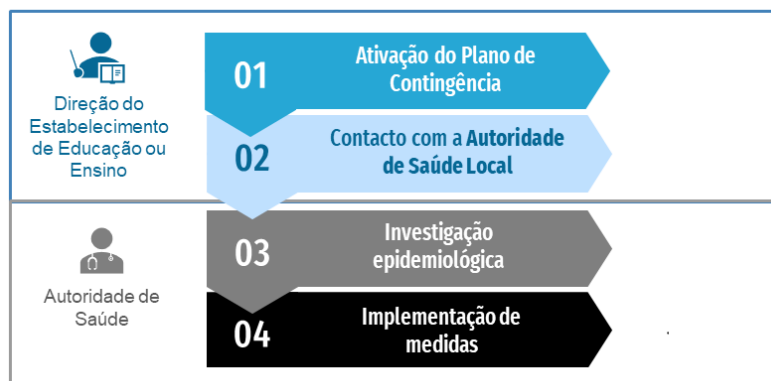 Direção do
Estabelecimento
de Educação ou
Ensino
01
Ativação do Plano de
Contingência
02
Contacto com a Autoridade
de Saúde Local
Autoridade de
Saúde
03
Investigação
epidemiológica
04
Implementação de
medidas
.